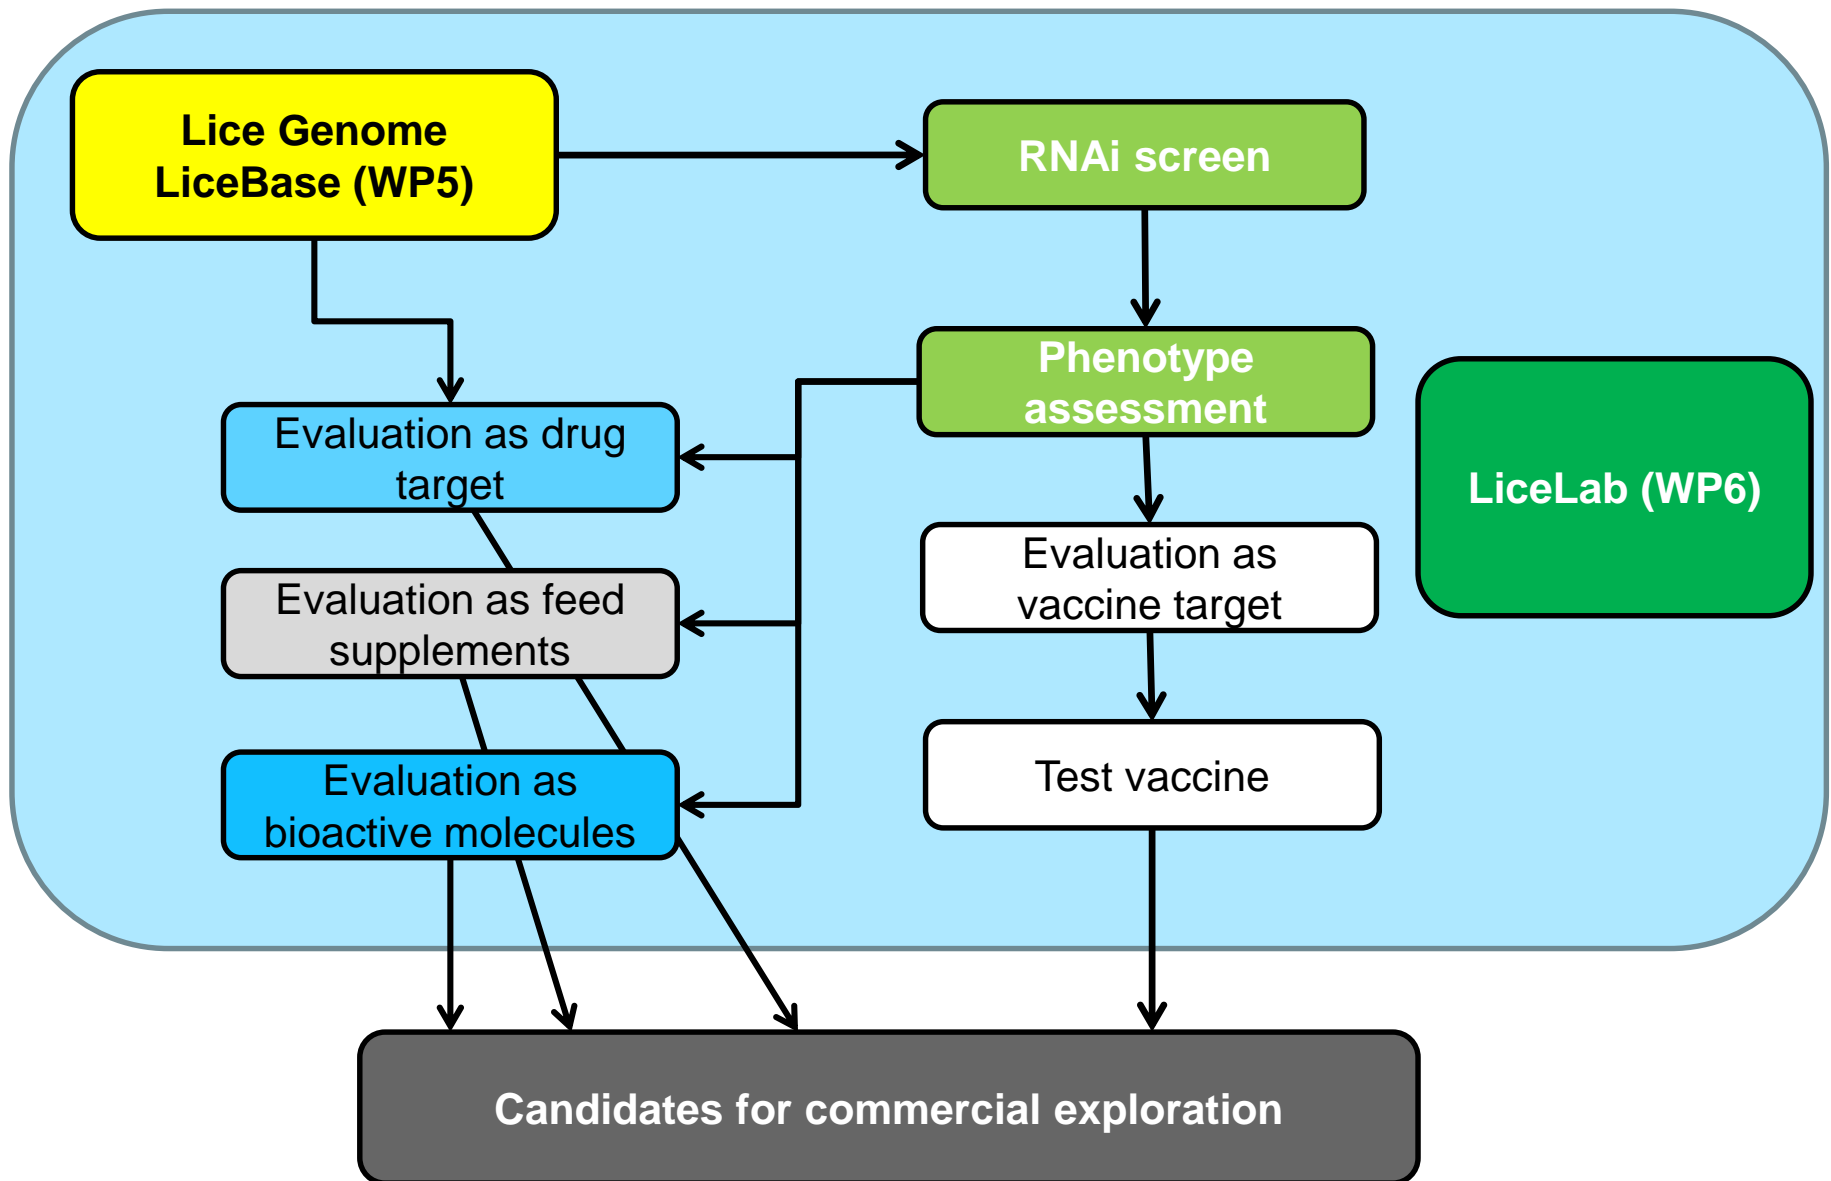 Lice Genome
LiceBase (WP5)
RNAi screen
Phenotype
assessment
LiceLab (WP6)
Evaluation as drug
target
Evaluation as
vaccine target
Evaluation as feed
supplements
Test vaccine
Evaluation as
bioactive molecules
Candidates for commercial exploration